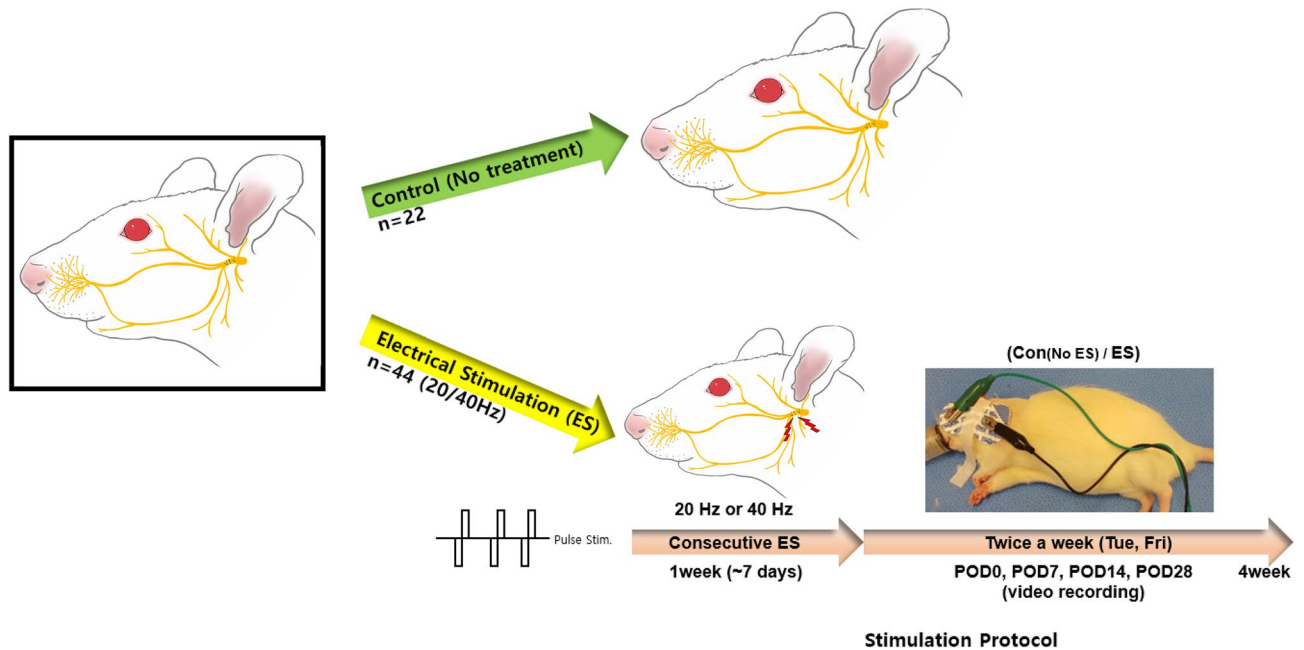 Control (No treatment)
n=22
Electrical Stimulation (ES)
n=44 (20/40Hz)
(Con(No ES) / ES)
20 Hz or 40 Hz
Pulse Stim.
Consecutive ES
Twice a week (Tue, Fri)
1week (~7 days)
POD0, POD7, POD14, POD28
4week
(video recording)
Stimulation Protocol